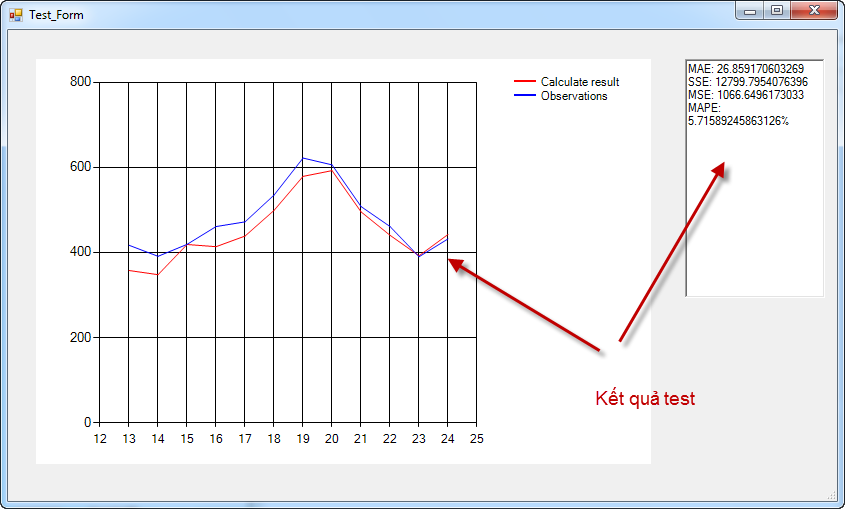 Test_Form
800
600
400
200
0
12 13 14 15 16 17 18 19 20 21 22 23 24 25
Calculate result
Observations
MAE: 26.859170603269
SSE: 12799.7954076396
MSE: 1066.6496173033
MAPE:
5.71589245863126%
Kết quả test